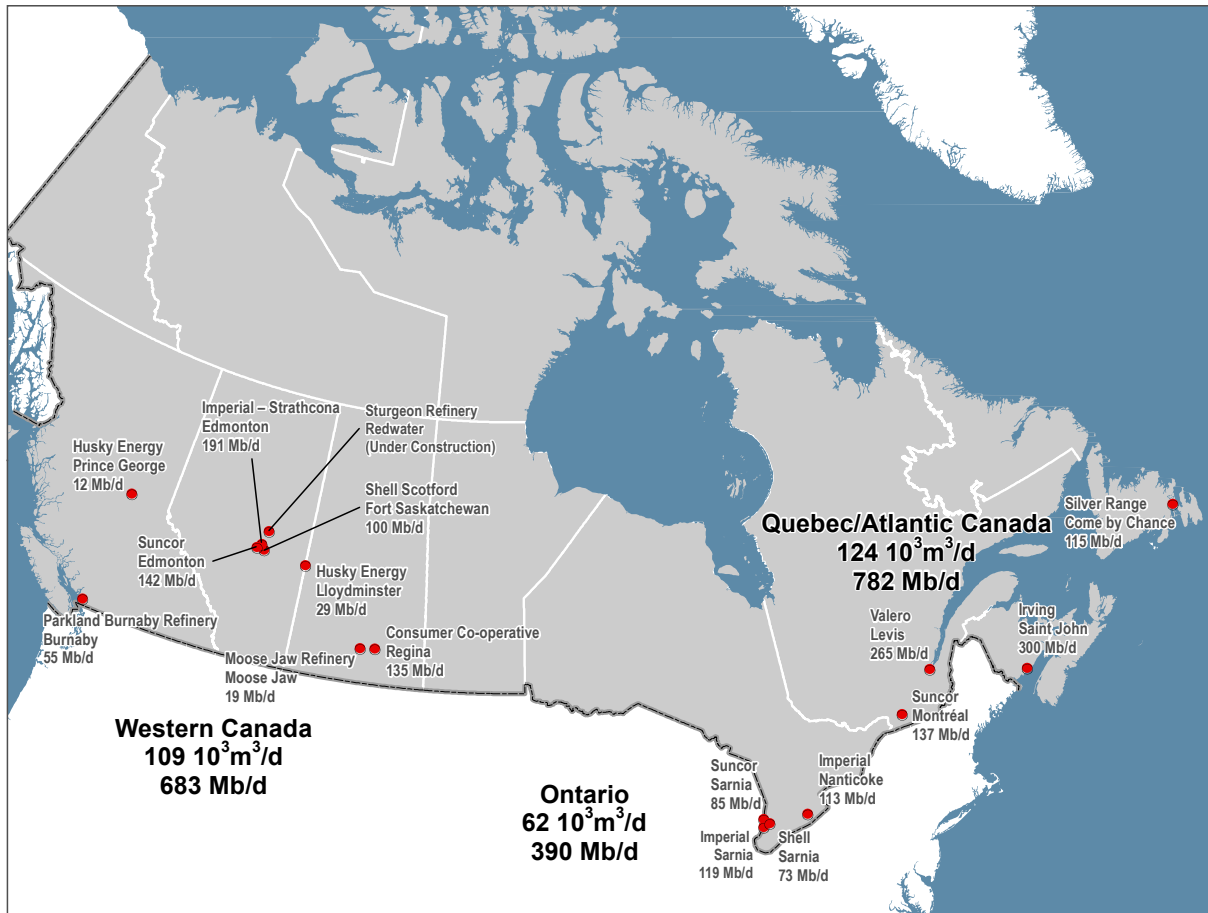 Imperial – Strathcona
Edmonton
191 Mb/d
Sturgeon Refinery
Redwater
(Under Construction)
Husky Energy
Prince George
12 Mb/d
Shell Scotford
Fort Saskatchewan
100 Mb/d
Suncor
Edmonton
142 Mb/d
Husky Energy
Lloydminster
29 Mb/d
Parkland Burnaby Refinery
Burnaby
55 Mb/d
Moose Jaw Refinery
Moose Jaw
19 Mb/d
Consumer Co-operative
Regina
135 Mb/d
Western Canada
109 10³m³/d
683 Mb/d
Quebec/Atlantic Canada
124 10³m³/d
782 Mb/d
Silver Range
Come by Chance
115 Mb/d
Valero
Levis
265 Mb/d
Irving
Saint John
300 Mb/d
Suncor
Montréal
137 Mb/d
Ontario
62 10³m³/d
390 Mb/d
Suncor
Sarnia
85 Mb/d
Imperial
Nanticoke
113 Mb/d
Imperial
Sarnia
119 Mb/d
Shell
Sarnia
73 Mb/d